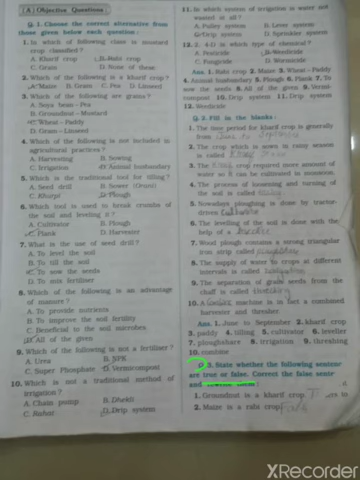 ( A ) Objective Questions :
Q. 1. Choose the correct alternative from
those given below each question :
1. In which of following class is mustard
crop classified ?
A. Kharif crop B. Rabi crop
C. Gram D. None of these
2. Which of the following is a kharif crop ?
A. Maize B. Gram C. Pea D. Linseed
3. Which of the following are grains ?
A. Soya bean - Pea
B. Groundnut - Mustard
C. Wheat - Paddy
D. Gram - Linseed
4. Which of the following is not included in
agricultural practices ?
A. Harvesting B. Sowing
C. Irrigation D. Animal husbandary
5. Which is the traditional tool for tilling ?
A. Seed drill B. Sower
C. Khurpi D. Plough
6. Which tool is used to break crumbs of
the soil and leveling it ?
A. Cultivator B. Plough
C. Plank D. Harvester
7. What is the use of seed drill ?
A. To level the soil
B. To till the soil
C. To sow the seeds
D. To mix fertiliser
8. Which of the following is an advantage
of manure ?
A. To provide nutrients
B. To improve the soil fertility
C. Beneficial to the soil microbes
D. All of the given
9. Which of the following is not a fertiliser ?
A. Urea B. NPK
C. Super Phosphate D. Vermicompost
10. Which is not a traditional method of
irrigation ?
A. Chain pump B. Dhekli
C. Rahat D. Drip system
11. In which system of irrigation is water not
wasted at all ?
A. Pulley system B. Lever system
C. Drip system D. Sprinkler system
12. 2, 4-D is which type of chemical ?
A. Pesticide B. Weedicide
C. Fungicide D. Wormicide
Ans. 1. Rabi crop 2. Maize 3. Wheat - Paddy
4. Animal husbandary 5. Plough 6. Plank 7. To
sow the seeds 8. All of the given 9. Vermi-
compost 10. Drip system 11. Drip system
12. Weedicide
Q. 2. Fill in the blanks :
1. The time period for kharif crop is generally
from June
2. The crop which is sown in rainy season
is called
3. The crop required more amount of
water so it can be cultivated in monsoon.
4. The process of loosening and turning of
the soil is called
5. Nowadays ploughing is done by tractor-
driven cultivator
6. The levelling of the soil is done with the
help of a
7. Wood plough contains a strong triangular
iron strip called
8. The supply of water to crops at different
intervals is called irrigation
9. The separation of grain seeds from the
chaff is called
10. A combine machine is in fact a combined
harvester and thresher.
Ans. 1. June to September 2. kharif crop
3. paddy 4. tilling 5. cultivator 6. leveller
7. ploughshare 8. irrigation 9. threshing
10. combine
Q. 3. State whether the following sentenc
are true or false. Correct the false sente
and
1. Groundnut is a kharif crop. T
2. Maize is a rabi crop. False
XRecorder